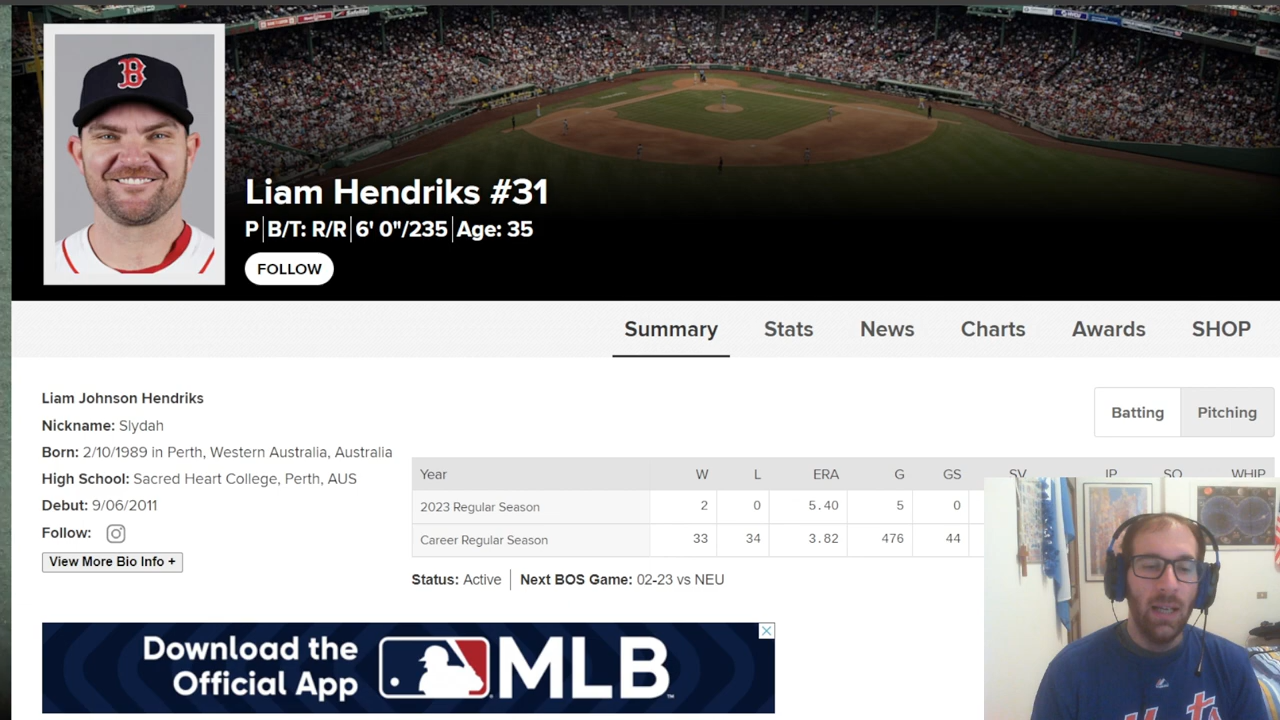 B
Liam Hendriks #31
P B/T: R/R 6' 0"/235 Age: 35
FOLLOW
Summary Stats News Charts Awards SHOP
Liam Johnson Hendriks
Nickname: Slydah
Born: 2/10/1989 in Perth, Western Australia, Australia
High School: Sacred Heart College, Perth, AUS
Debut: 9/06/2011
Follow:
View More Bio Info +
Batting Pitching
Year W L ERA G GS SV IP SO WHIP
2023 Regular Season 2 0 5.40 5 0
Career Regular Season 33 34 3.82 476 44
Status: Active Next BOS Game: 02-23 vs NEU
Download the
Official App
MLB
Mets